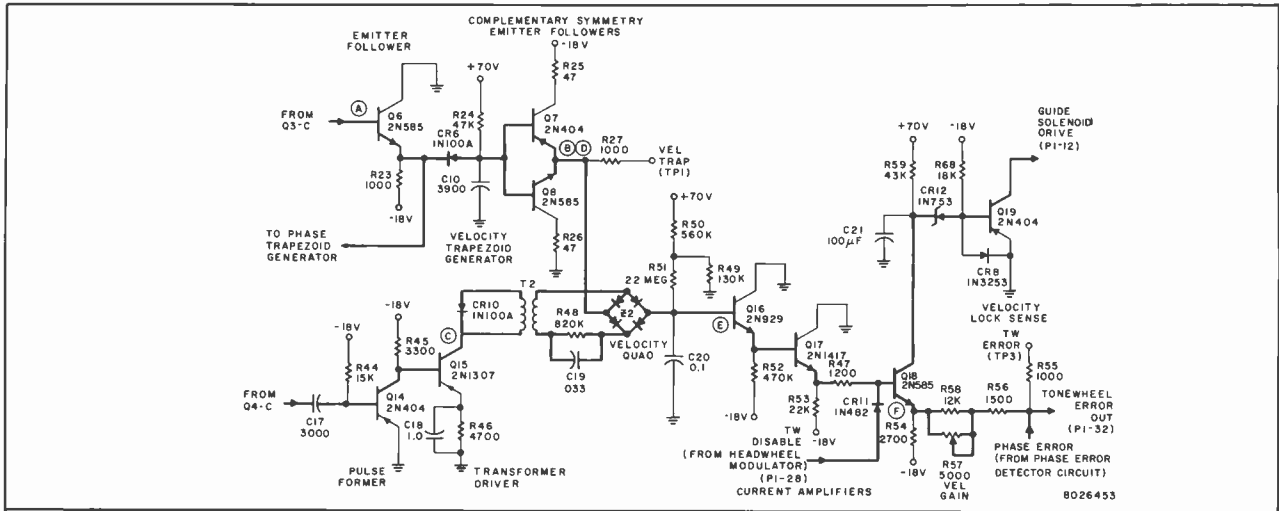 COMPLEMENTARY SYMMETRY
EMITTER FOLLOWERS
EMITTER
FOLLOWER
-18V
R25
47
+70V
FROM
Q3-C
A
Q6
2N585
R24
47K
CR6
1N100A
Q7
2N404
R27
1000
B D
VEL
TRAP
(TP1)
R23
1000
-18V
C10
3900
Q8
2N585
TO PHASE
TRAPEZOID
GENERATOR
VELOCITY
TRAPEZOID
GENERATOR
R26
47
+70V
R50
560K
R51
22 MEG
R49
130K
+70V
-18V
GUIDE
SOLENOID
DRIVE
(P1-12)
R59
43K
R68
18K
CR12
1N753
Q19
2N404
C21
100µF
CR8
1N3253
VELOCITY
LOCK SENSE
T2
CR10
1N100A
R48
820K
Z2
VELOCITY
QUAD
C19
033
C20
0.1
E
Q16
2N929
R52
470K
-18V
Q17
2N1417
R47
1200
R53
22K
-18V
Q18
2N585
CR11
1N482
F
R54
2700
-18V
R58
12K
R56
1500
R57
5000
VEL
GAIN
TW
ERROR
(TP3)
R55
1000
TONEWHEEL
ERROR
OUT
(P1-32)
PHASE ERROR
(FROM PHASE ERROR
DETECTOR CIRCUIT)
TW
DISABLE
(FROM HEADWHEEL
MODULATOR)
(P1-28)
CURRENT AMPLIFIERS
-18V
-18V
R45
3300
R44
15K
C
Q15
2N1307
FROM
Q4-C
C17
3000
Q14
2N404
C18
1.0
R46
4700
PULSE
FORMER
TRANSFORMER
DRIVER
8026453